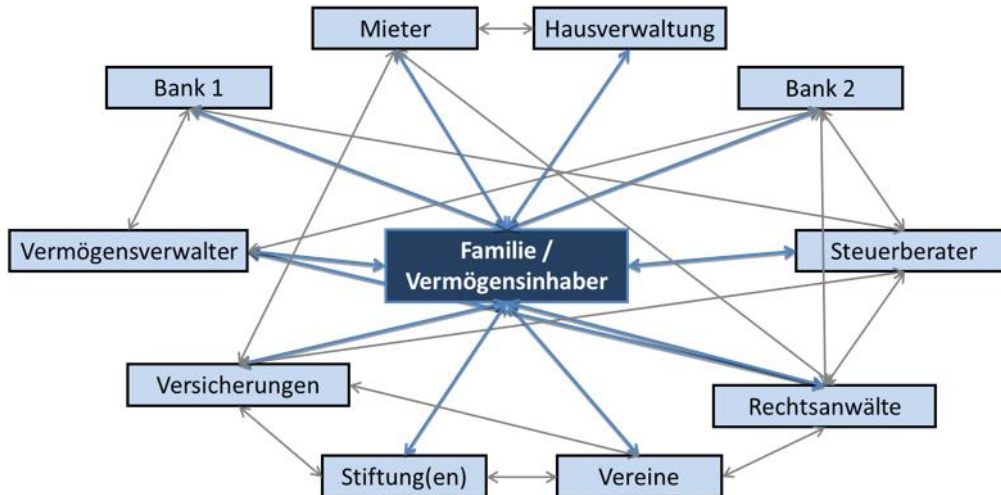 Mieter
Hausverwaltung
Bank 1
Bank 2
Vermögensverwalter
Familie /
Vermögensinhaber
Steuerberater
Versicherungen
Rechtsanwälte
Stiftung(en)
Vereine